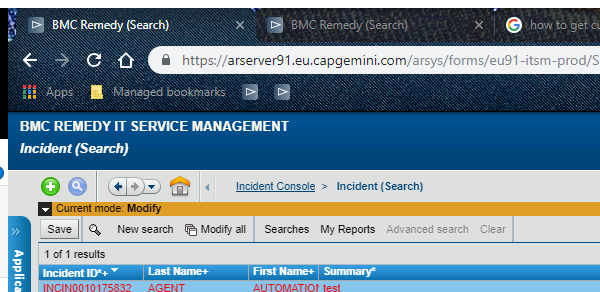 BMC Remedy (Search)
BMC Remedy (Search)
how to get cu
https://arserver91.eu.capgemini.com/arsys/forms/eu91-itsm-prod/S
Apps
Managed bookmarks
BMC REMEDY IT SERVICE MANAGEMENT
Incident (Search)
Incident Console > Incident (Search)
Current mode: Modify
Save New search Modify all Searches My Reports Advanced search Clear
1 of 1 results
Incident ID*+ Last Name+ First Name+ Summary*
INCIN0010175832 AGENT AUTOMATION test
Applica